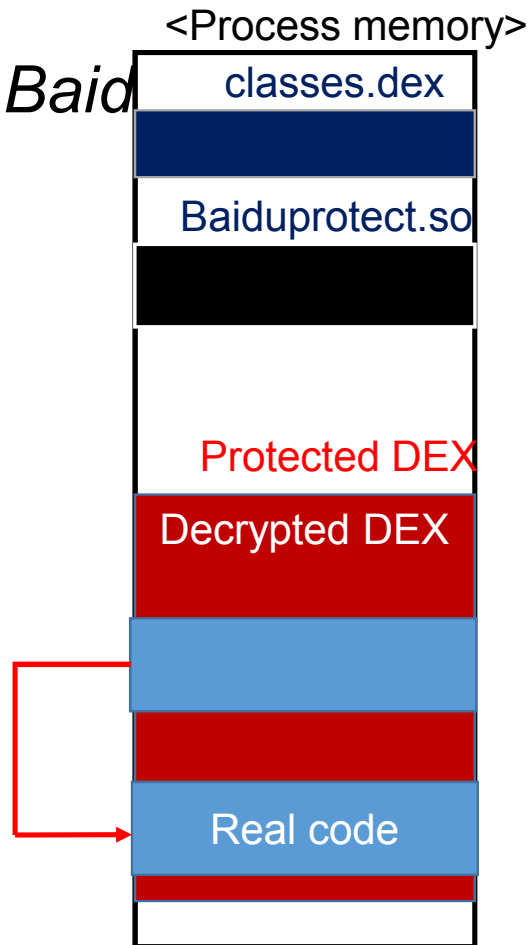 <Process memory>
Baid
classes.dex
Baiduprotect.so
Protected DEX
Decrypted DEX
Real code